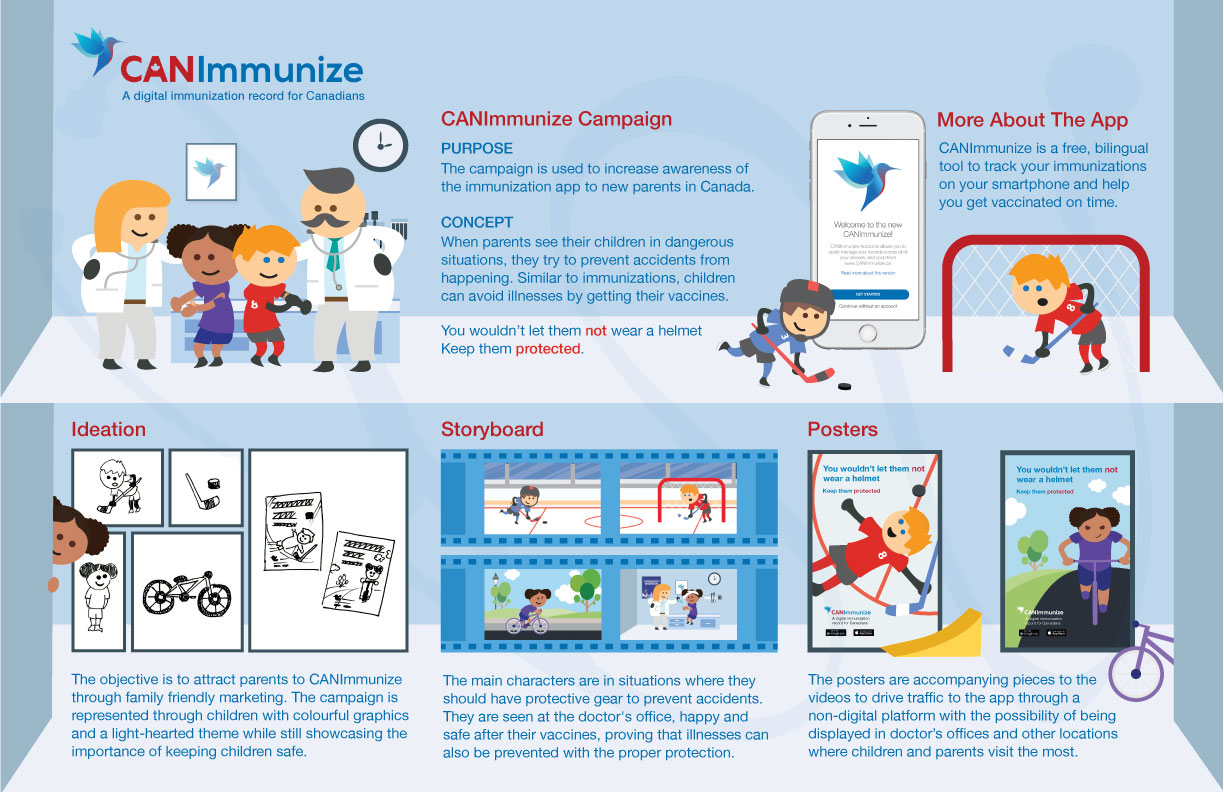 CANImmunize
A digital immunization record for Canadians
CANImmunize Campaign
PURPOSE
The campaign is used to increase awareness of
the immunization app to new parents in Canada.
CONCEPT
When parents see their children in dangerous
situations, they try to prevent accidents from
happening. Similar to immunizations, children
can avoid illnesses by getting their vaccines.
You wouldn't let them not wear a helmet
Keep them protected.
Welcome to the new
CANImmunize!
CANImmunize Accounts allows you to
Read more about this version
GET STARTED
Continue without an account
More About The App
CANImmunize is a free, bilingual
tool to track your immunizations
on your smartphone and help
you get vaccinated on time.
8
8
Ideation
The objective is to attract parents to CANImmunize
through family friendly marketing. The campaign is
represented through children with colourful graphics
and a light-hearted theme while still showcasing the
importance of keeping children safe.
Storyboard
The main characters are in situations where they
should have protective gear to prevent accidents.
They are seen at the doctor's office, happy and
safe after their vaccines, proving that illnesses can
also be prevented with the proper protection.
Posters
You wouldn't let them not
wear a helmet
Keep them protected
8
CANImmunize
A digital immunization
record for Canadians
You wouldn't let them not
wear a helmet
Keep them protected
CANImmunize
A digital immunization
record for Canadians
The posters are accompanying pieces to the
videos to drive traffic to the app through a
non-digital platform with the possibility of being
displayed in doctor's offices and other locations
where children and parents visit the most.